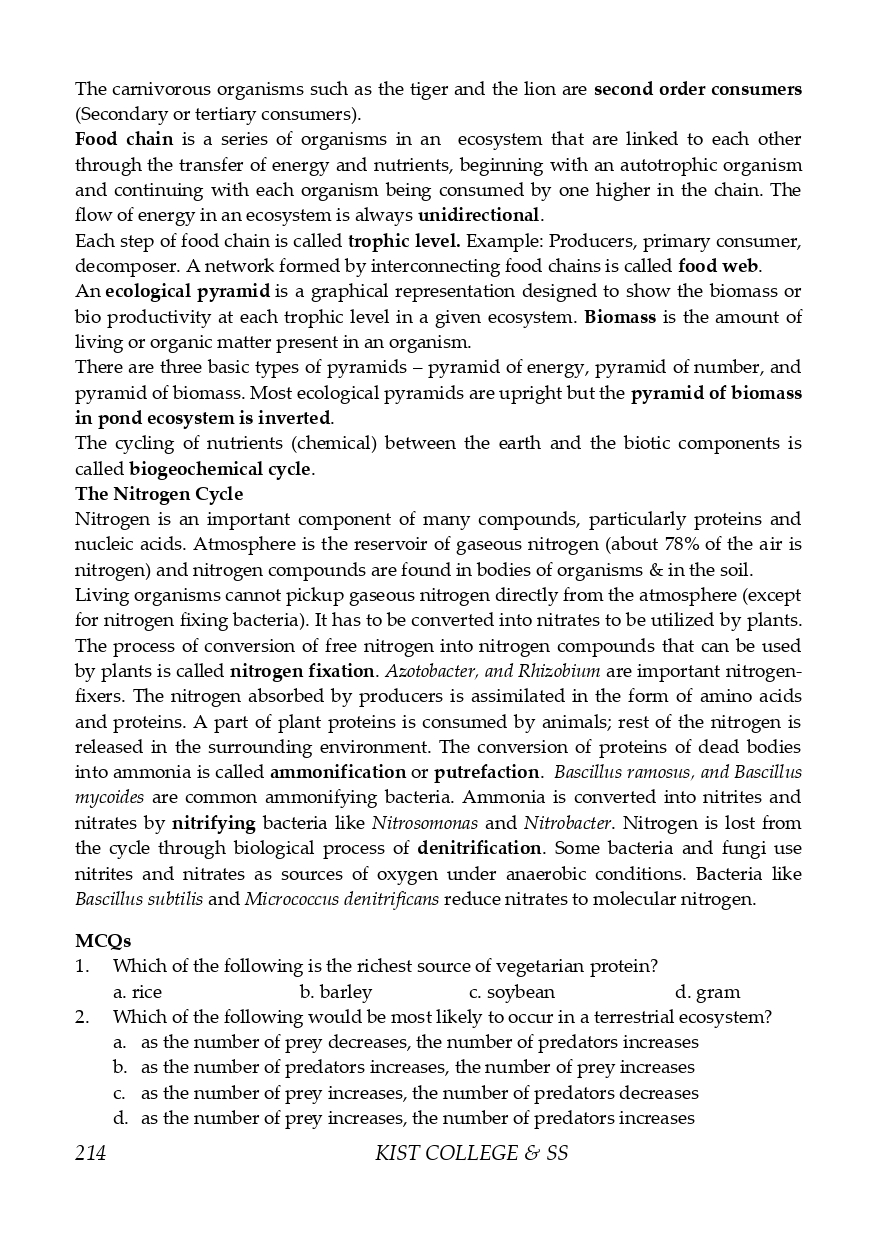 The carnivorous organisms such as the tiger and the lion are second order consumers
(Secondary or tertiary consumers).
Food chain is a series of organisms in an ecosystem that are linked to each other
through the transfer of energy and nutrients, beginning with an autotrophic organism
and continuing with each organism being consumed by one higher in the chain. The
flow of energy in an ecosystem is always unidirectional.
Each step of food chain is called trophic level. Example: Producers, primary consumer,
decomposer. A network formed by interconnecting food chains is called food web.
An ecological pyramid is a graphical representation designed to show the biomass or
bio productivity at each trophic level in a given ecosystem. Biomass is the amount of
living or organic matter present in an organism.
There are three basic types of pyramids – pyramid of energy, pyramid of number, and
pyramid of biomass. Most ecological pyramids are upright but the pyramid of biomass
in pond ecosystem is inverted.
The cycling of nutrients (chemical) between the earth and the biotic components is
called biogeochemical cycle.
The Nitrogen Cycle
Nitrogen is an important component of many compounds, particularly proteins and
nucleic acids. Atmosphere is the reservoir of gaseous nitrogen (about 78% of the air is
nitrogen) and nitrogen compounds are found in bodies of organisms & in the soil.
Living organisms cannot pickup gaseous nitrogen directly from the atmosphere (except
for nitrogen fixing bacteria). It has to be converted into nitrates to be utilized by plants.
The process of conversion of free nitrogen into nitrogen compounds that can be used
by plants is called nitrogen fixation. Azotobacter, and Rhizobium are important nitrogen-
fixers. The nitrogen absorbed by producers is assimilated in the form of amino acids
and proteins. A part of plant proteins is consumed by animals; rest of the nitrogen is
released in the surrounding environment. The conversion of proteins of dead bodies
into ammonia is called ammonification or putrefaction. Bascillus ramosus, and Bascillus
mycoides are common ammonifying bacteria. Ammonia is converted into nitrites and
nitrates by nitrifying bacteria like Nitrosomonas and Nitrobacter. Nitrogen is lost from
the cycle through biological process of denitrification. Some bacteria and fungi use
nitrites and nitrates as sources of oxygen under anaerobic conditions. Bacteria like
Bascillus subtilis and Micrococcus denitrificans reduce nitrates to molecular nitrogen.
MCQs
1. Which of the following is the richest source of vegetarian protein?
a. rice b. barley c. soybean d. gram
2. Which of the following would be most likely to occur in a terrestrial ecosystem?
a. as the number of prey decreases, the number of predators increases
b. as the number of predators increases, the number of prey increases
c. as the number of prey increases, the number of predators decreases
d. as the number of prey increases, the number of predators increases
214 KIST COLLEGE & SS